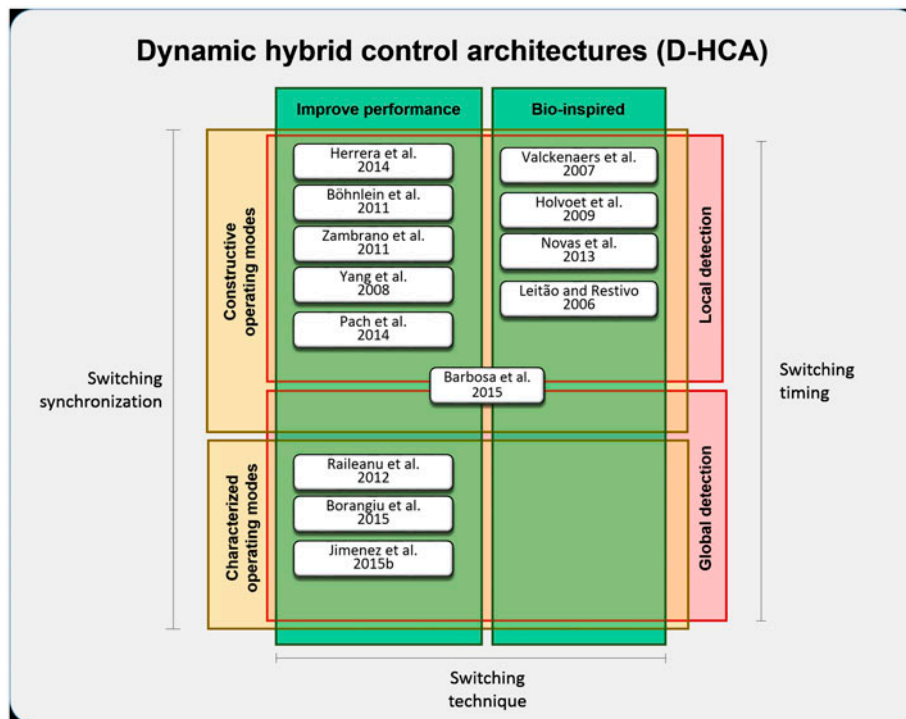 Dynamic hybrid control architectures (D-HCA)
Improve performance
Bio-inspired
Herrera et al.
2014
Böhnlein et al.
2011
Zambrano et al.
2011
Yang et al.
2008
Pach et al.
2014
Valckenaers et al.
2007
Holvoet et al.
2009
Novas et al.
2013
Leitão and Restivo
2006
Barbosa et al.
2015
Raileanu et al.
2012
Borangiu et al.
2015
Jimenez et al.
2015b
Constructive
operating modes
Characterized
operating modes
Local detection
Global detection
Switching
synchronization
Switching
timing
Switching
technique